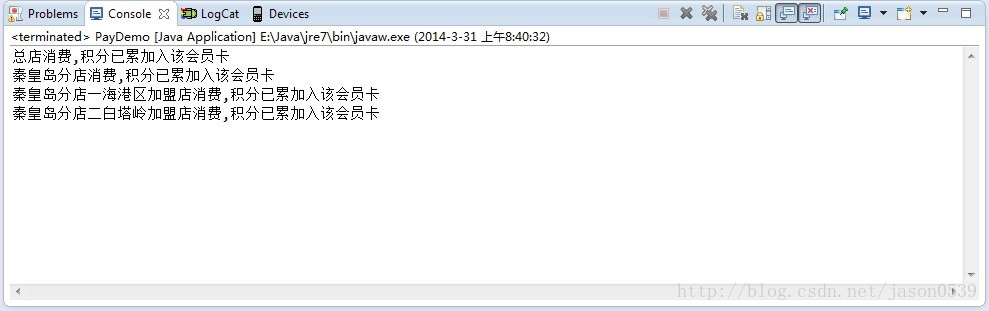 Problems Console LogCat Devices
<terminated> PayDemo [Java Application] E:\Java\jre7\bin\javaw.exe (2014-3-31 上午8:40:32)
总店消费,积分已累加入该会员卡
秦皇岛分店消费,积分已累加入该会员卡
秦皇岛分店一海港区加盟店消费,积分已累加入该会员卡
秦皇岛分店二白塔岭加盟店消费,积分已累加入该会员卡
http://blog.csdn.net/jason0539